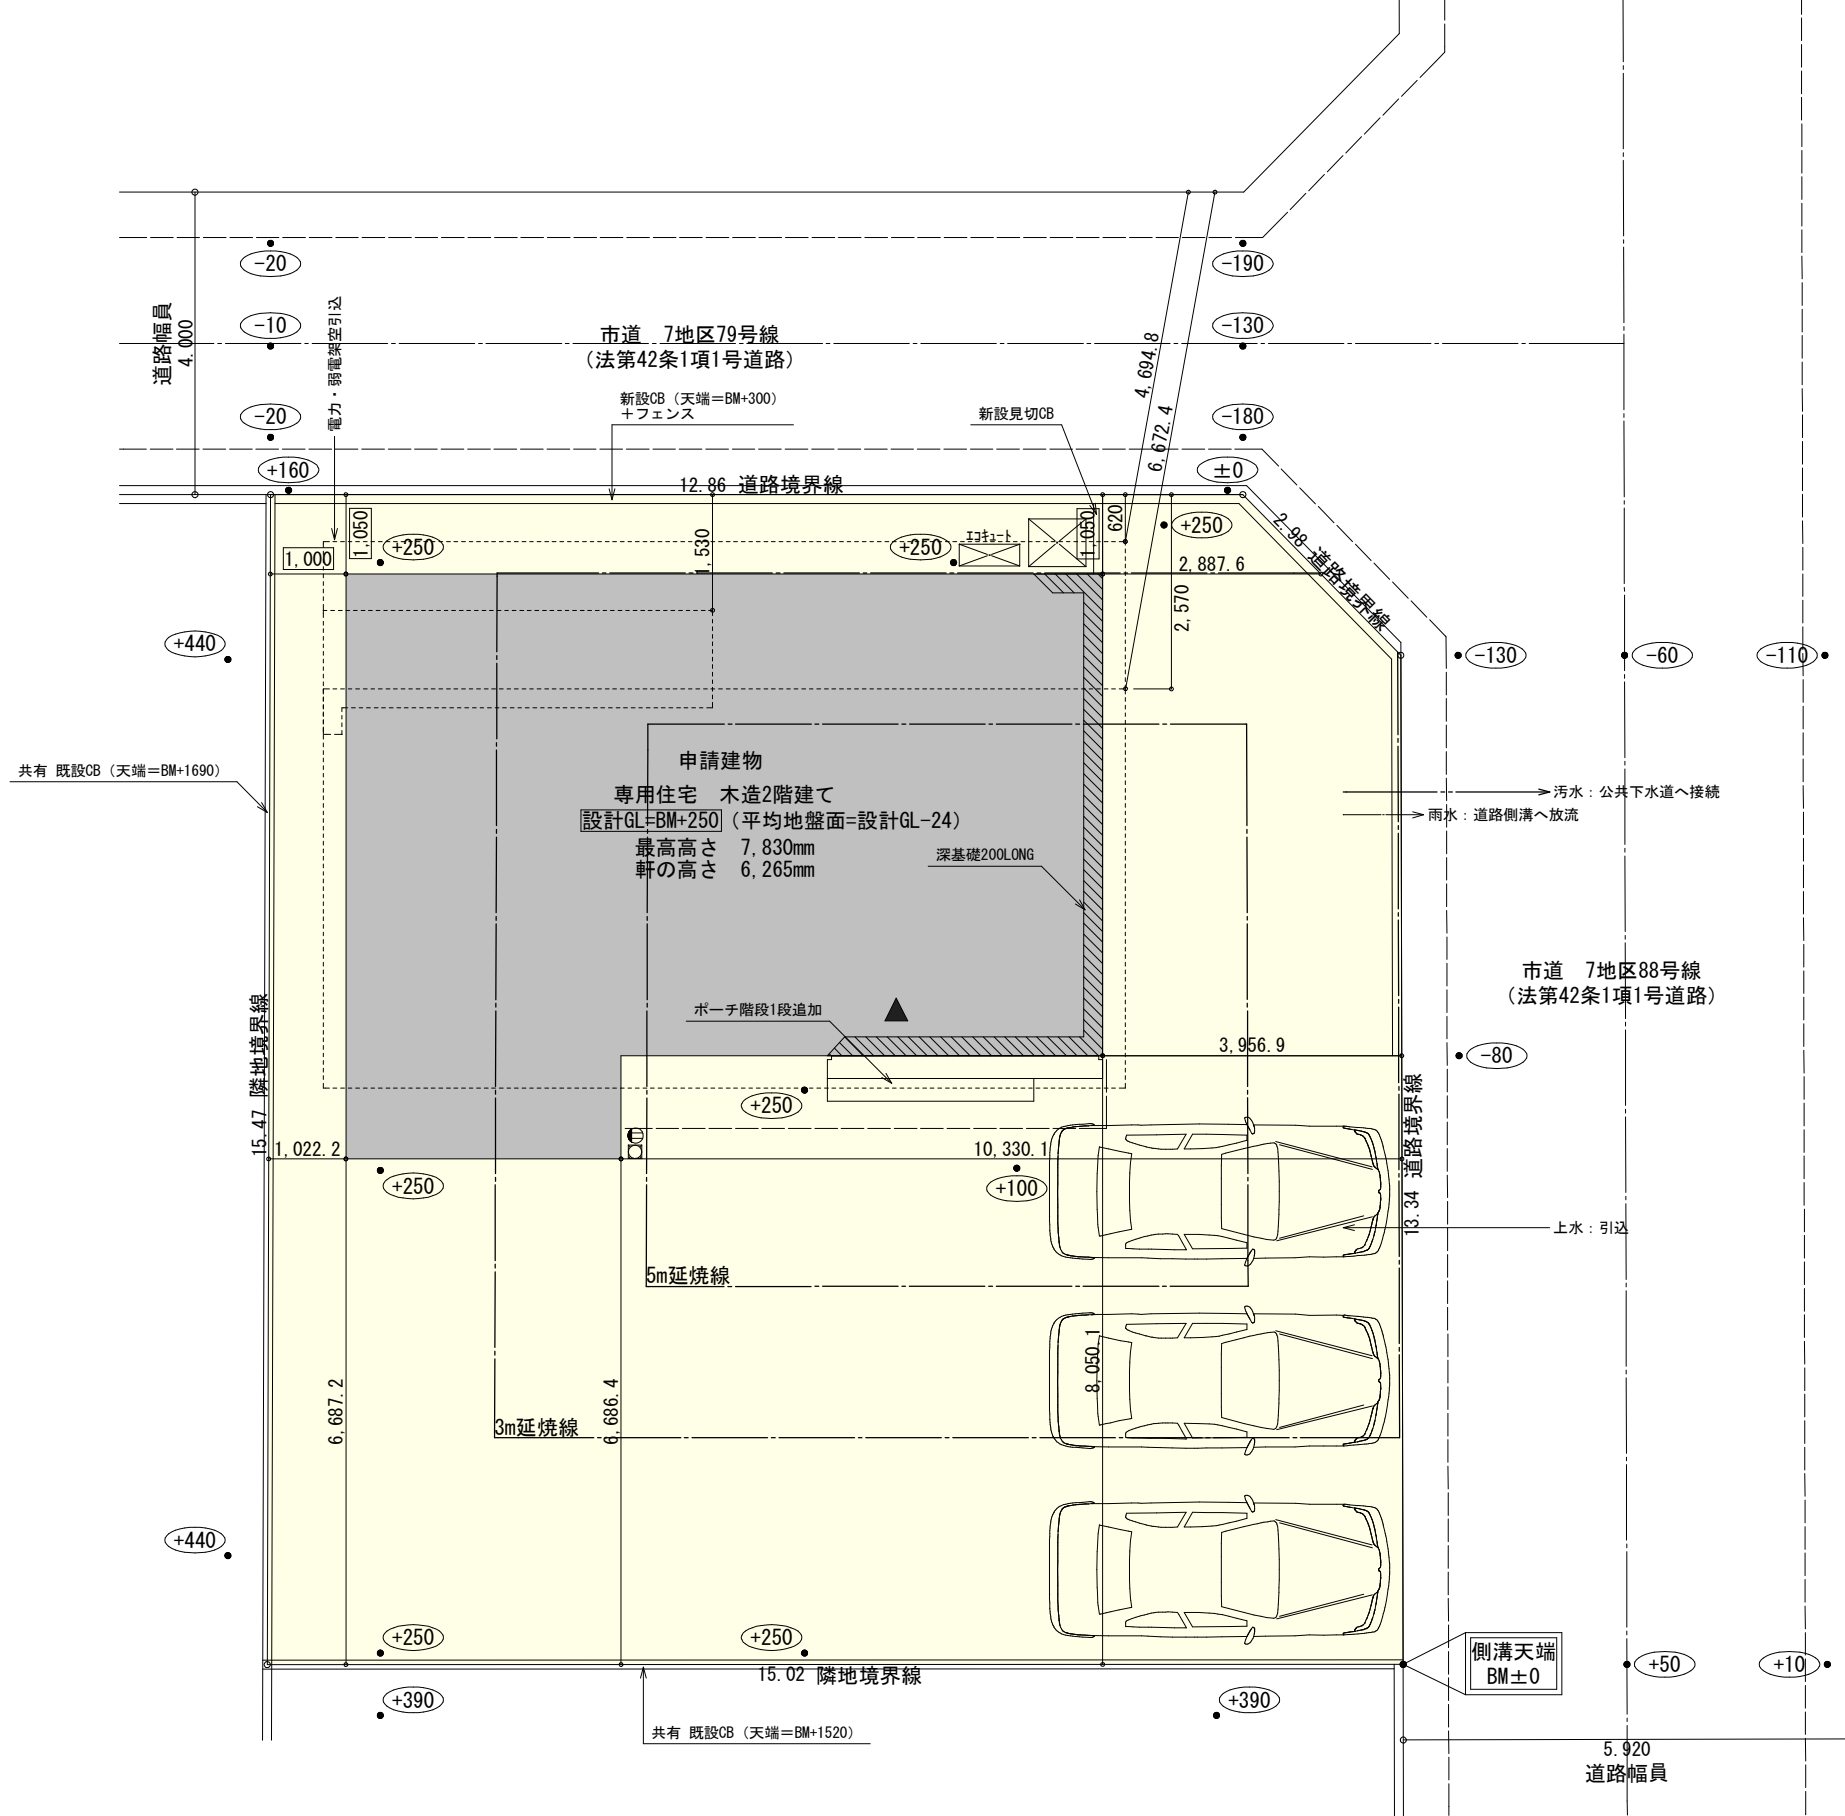 -20
-190
道路幅員
4.000
-10
-130
電力・弱電架空引込
市道 7地区79号線
(法第42条1項1号道路)
4,694.8
6,672.4
-20
新設CB(天端=BM+300)
+フェンス
新設見切CB
-180
+160
±0
12.86 道路境界線
1,050
+250
1,000
1,530
+250
エコキュート
1,050
620
+250
2.98 道路境界線
2,887.6
2,570
+440
-130
-60
-110
申請建物
専用住宅 木造2階建て
設計GL=BM+250(平均地盤面=設計GL-24)
最高高さ 7,830mm
軒の高さ 6,265mm
共有 既設CB(天端=BM+1690)
深基礎200LONG
汚水:公共下水道へ接続
雨水:道路側溝へ放流
市道 7地区88号線
(法第42条1項1号道路)
ポーチ階段1段追加
3,956.9
-80
15.47 隣地境界線
+250
1,022.2
10,330.1
+250
+100
13.34 道路境界線
上水:引込
5m延焼線
6,687.2
6,686.4
8,050.1
3m延焼線
+440
+250
+250
15.02 隣地境界線
側溝天端
BM±0
+50
+10
+390
+390
共有 既設CB(天端=BM+1520)
5.920
道路幅員